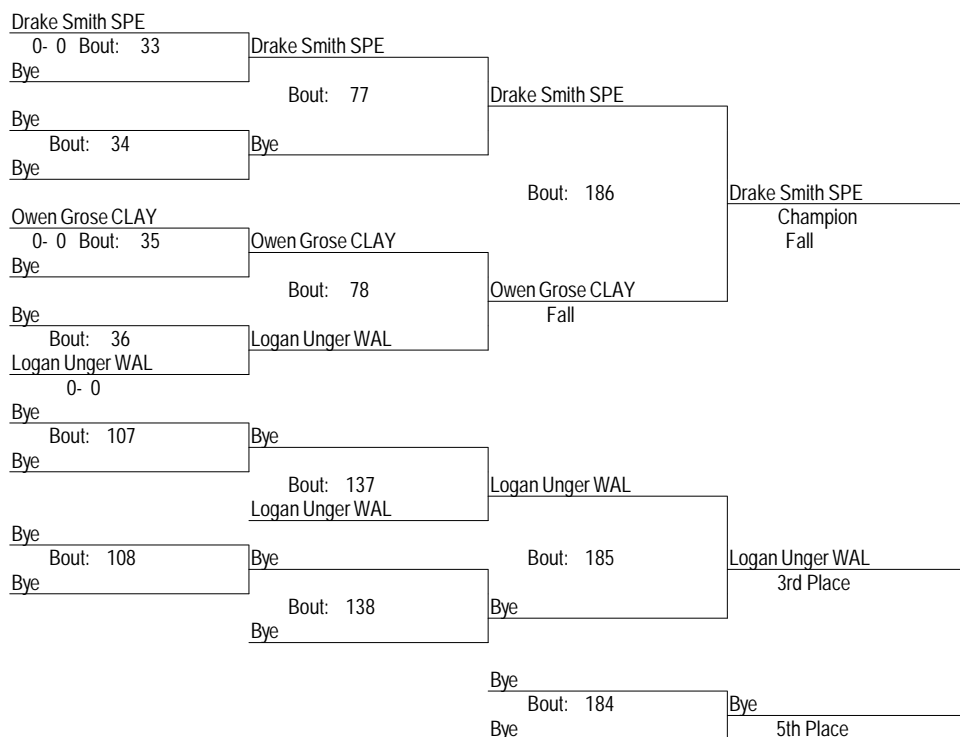 Drake Smith SPE
0- 0 Bout: 33
Drake Smith SPE
Bye
Bout: 77
Drake Smith SPE
Bye
Bout: 34
Bye
Bye
Bout: 186
Drake Smith SPE
Champion
Fall
Owen Grose CLAY
0- 0 Bout: 35
Owen Grose CLAY
Bye
Bout: 78
Owen Grose CLAY
Fall
Bye
Bout: 36
Logan Unger WAL
Logan Unger WAL
0- 0
Bye
Bout: 107
Bye
Bye
Bout: 137
Logan Unger WAL
Logan Unger WAL
Bye
Bout: 108
Bye
Bye
Bout: 185
Logan Unger WAL
3rd Place
Bout: 138
Bye
Bye
Bye
Bout: 184
Bye
Bye
5th Place